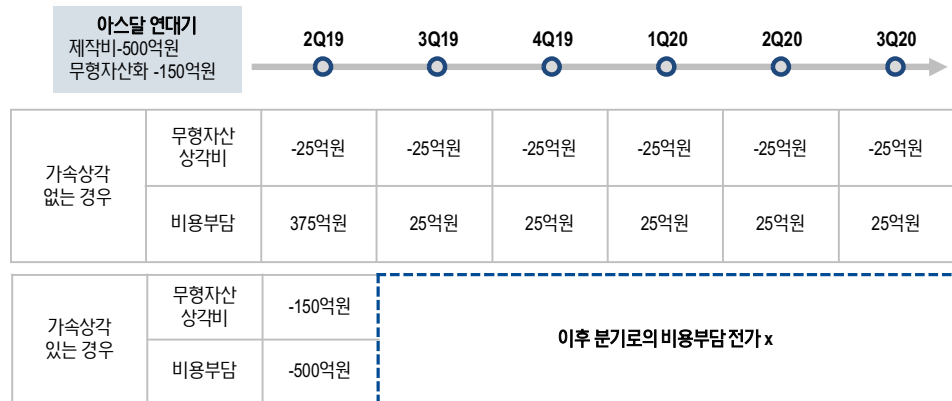 아스달 연대기
제작비-500억원
무형자산화 -150억원
2Q19 3Q19 4Q19 1Q20 2Q20 3Q20
가속상각
없는 경우
무형자산
상각비
-25억원 -25억원 -25억원 -25억원 -25억원 -25억원
비용부담
375억원 25억원 25억원 25억원 25억원 25억원
가속상각
있는 경우
무형자산
상각비
-150억원
비용부담
-500억원
이후 분기로의 비용부담 전가 x